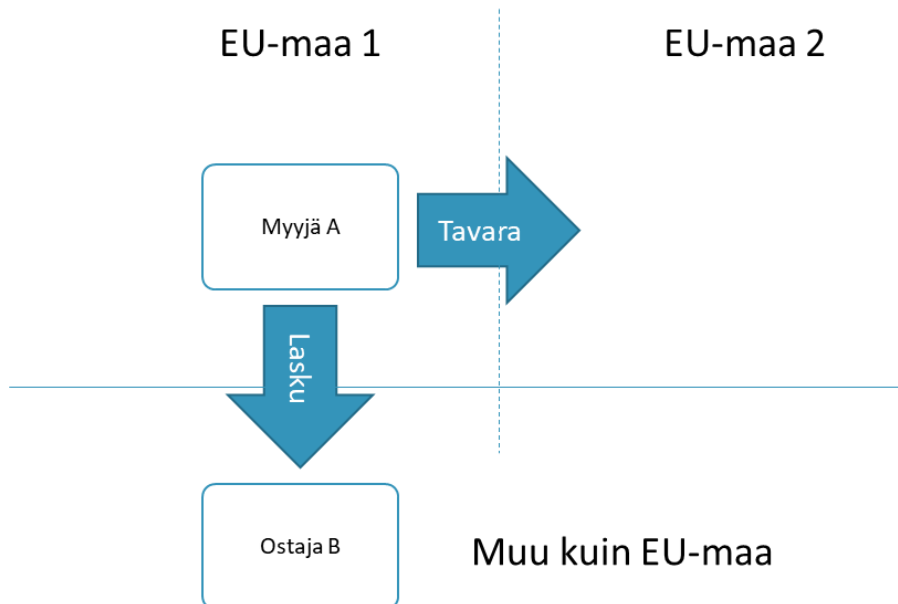 EU-maa 1
EU-maa 2
Myyjä A
Tavara
Lasku
Ostaja B
Muu kuin EU-maa